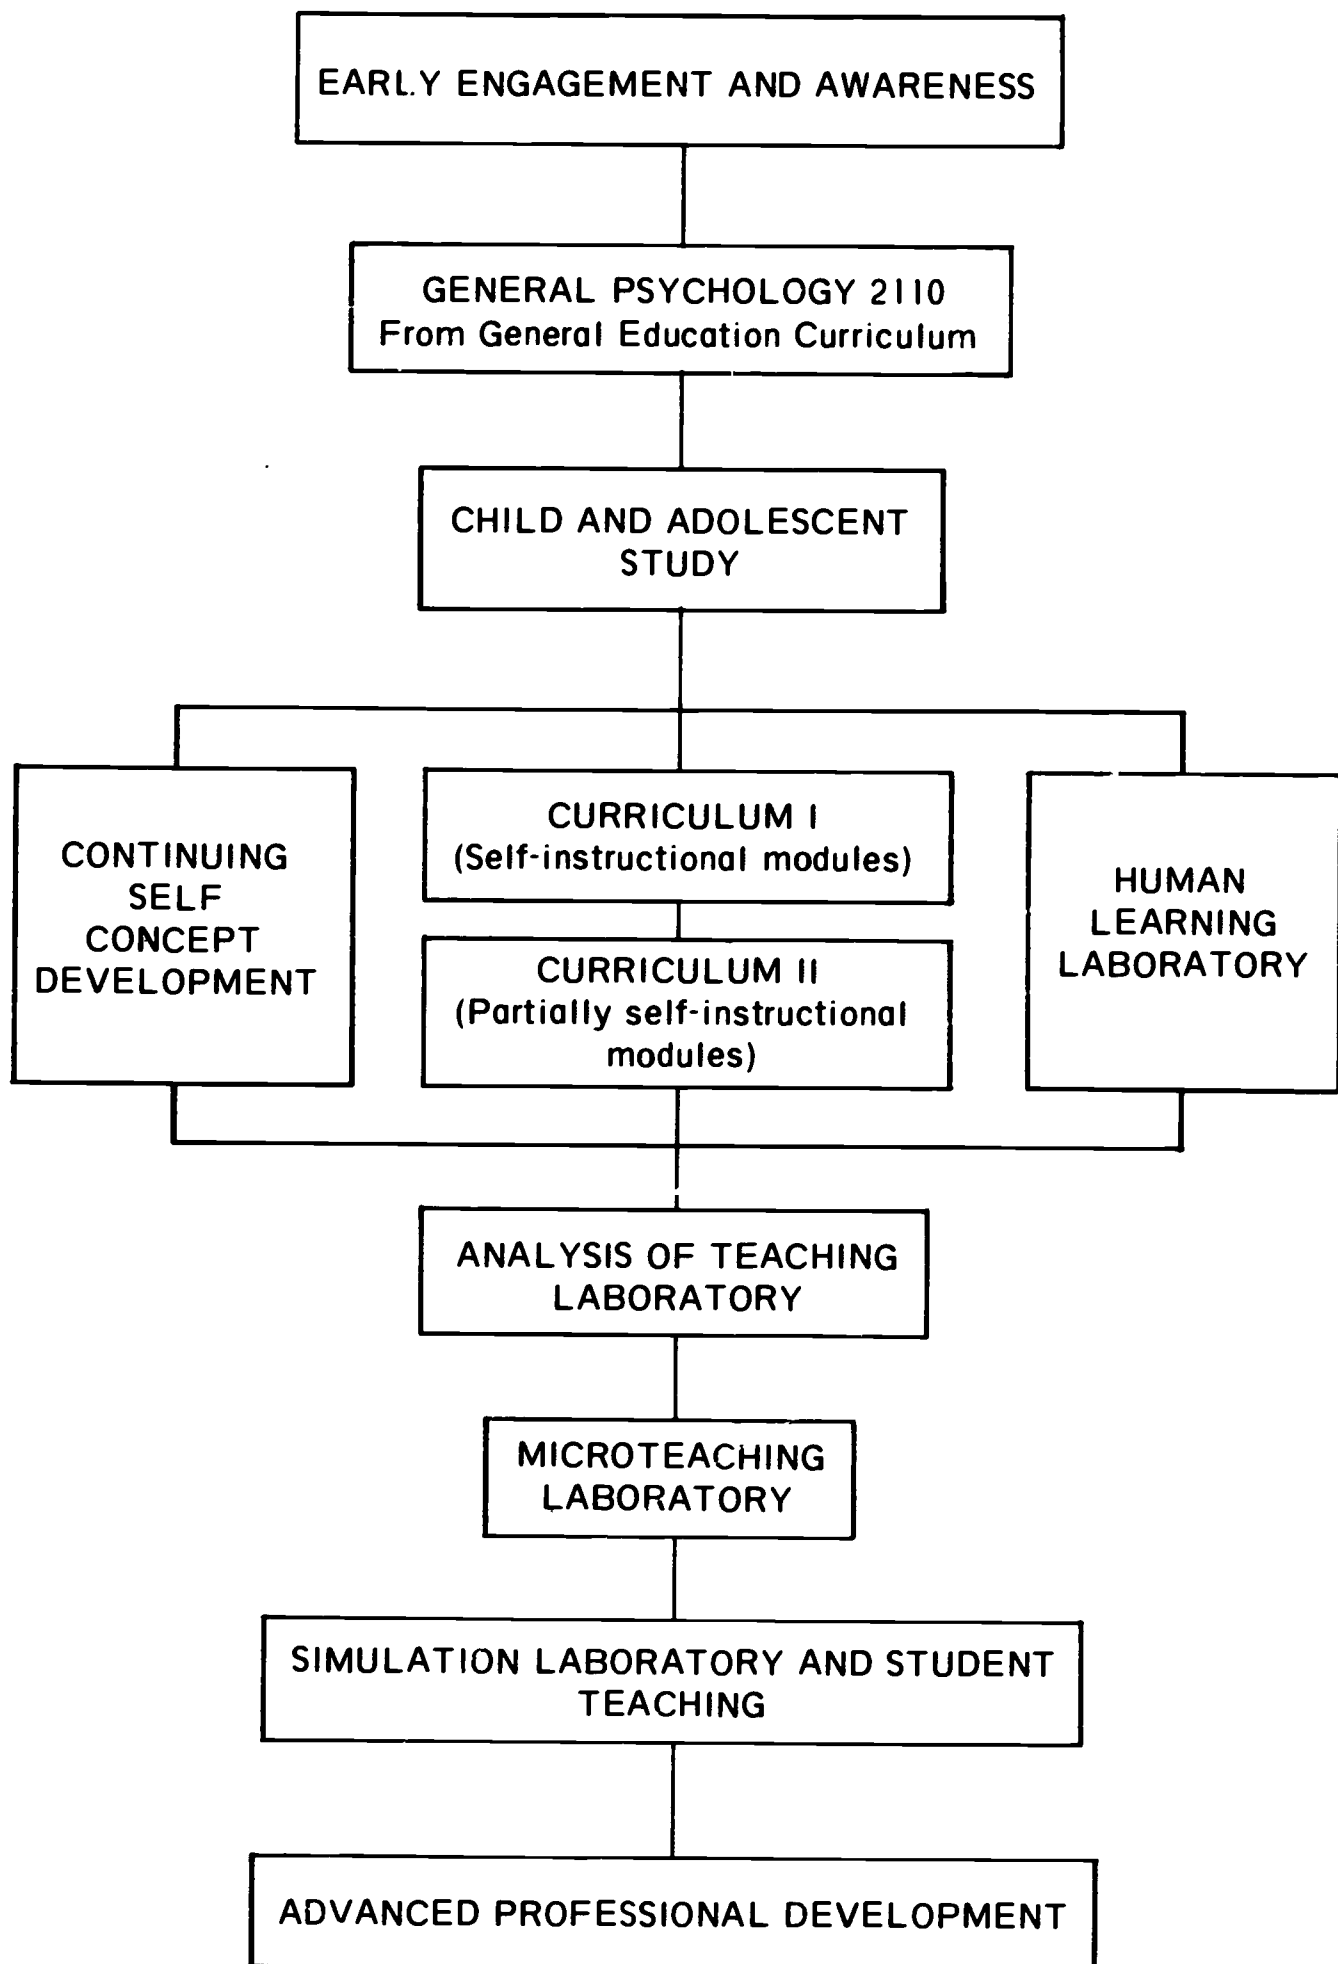 EARLY ENGAGEMENT AND AWARENESS
GENERAL PSYCHOLOGY 2110
From General Education Curriculum
CHILD AND ADOLESCENT
STUDY
CONTINUING
SELF
CONCEPT
DEVELOPMENT
CURRICULUM I
(Self-instructional modules)
CURRICULUM II
(Partially self-instructional
modules)
HUMAN
LEARNING
LABORATORY
ANALYSIS OF TEACHING
LABORATORY
MICROTEACHING
LABORATORY
SIMULATION LABORATORY AND STUDENT
TEACHING
ADVANCED PROFESSIONAL DEVELOPMENT